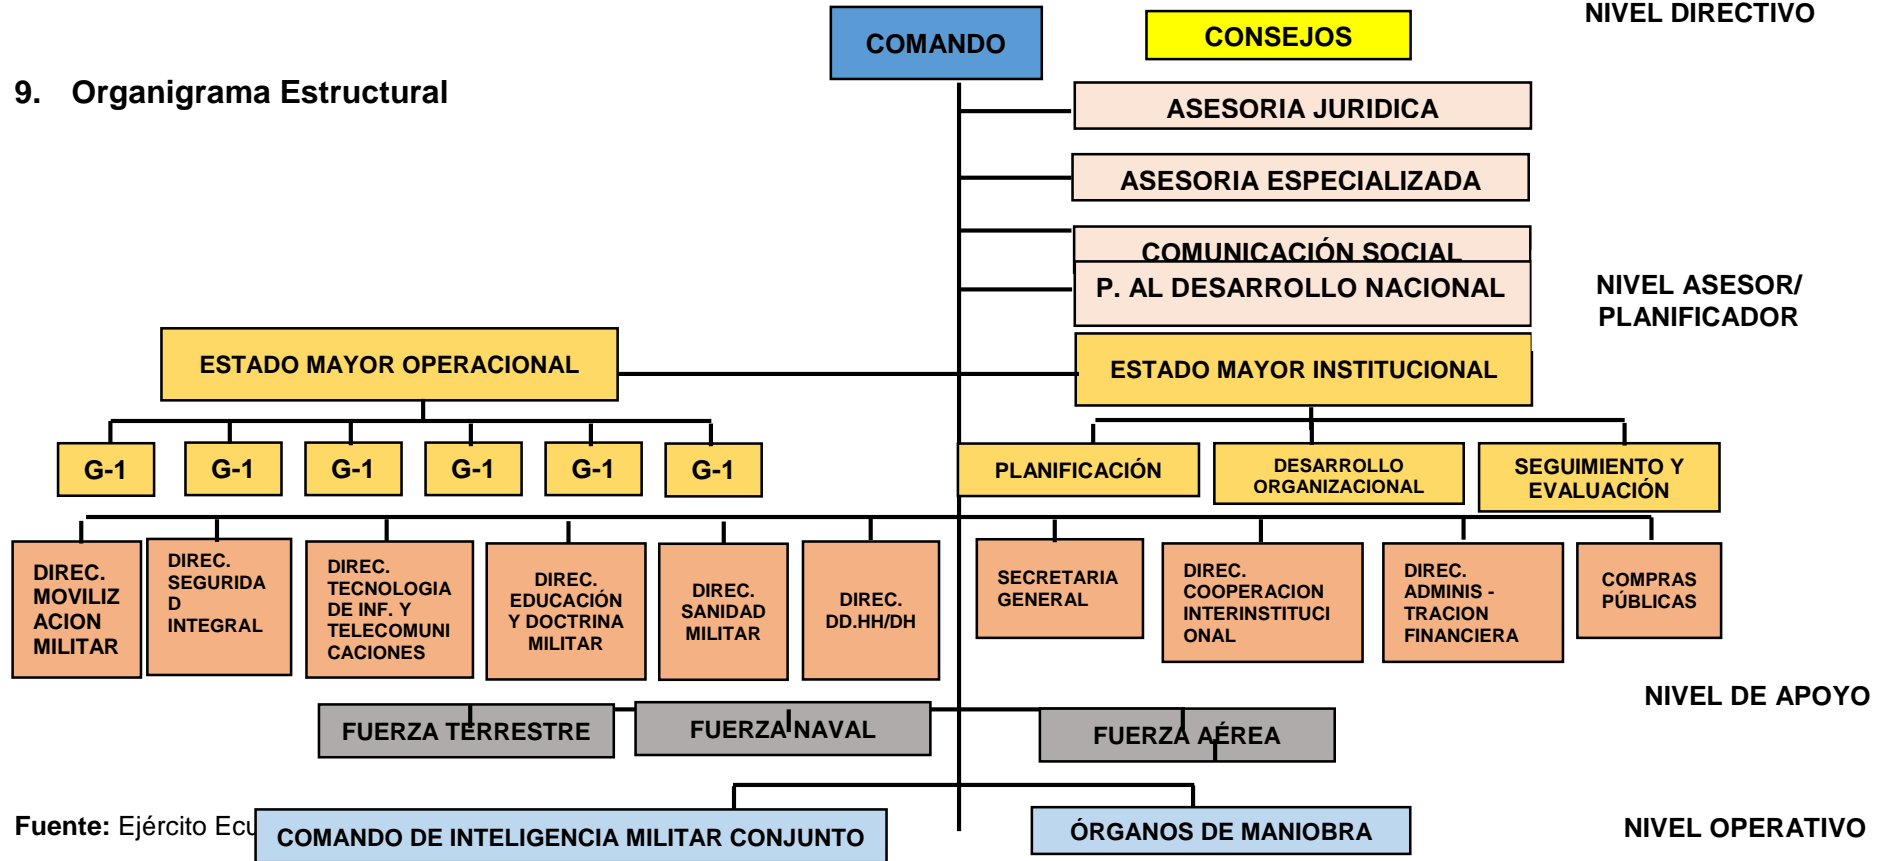 NIVEL DIRECTIVO
COMANDO
CONSEJOS
9. Organigrama Estructural
ASESORIA JURIDICA
ASESORIA ESPECIALIZADA
COMUNICACIÓN SOCIAL
P. AL DESARROLLO NACIONAL
NIVEL ASESOR/
PLANIFICADOR
ESTADO MAYOR OPERACIONAL
ESTADO MAYOR INSTITUCIONAL
G-1
G-1
G-1
G-1
G-1
G-1
PLANIFICACIÓN
DESARROLLO
ORGANIZACIONAL
SEGUIMIENTO Y
EVALUACIÓN
DIREC.
MOVILIZ
ACION
MILITAR
DIREC.
SEGURIDA
D
INTEGRAL
DIREC.
TECNOLOGIA
DE INF. Y
TELECOMUNI
CACIONES
DIREC.
EDUCACIÓN
Y DOCTRINA
MILITAR
DIREC.
SANIDAD
MILITAR
DIREC.
DD.HH/DH
SECRETARIA
GENERAL
DIREC.
COOPERACION
INTERINSTITUCI
ONAL
DIREC.
ADMINIS -
TRACION
FINANCIERA
COMPRAS
PÚBLICAS
NIVEL DE APOYO
FUERZA TERRESTRE
FUERZA NAVAL
FUERZA AÉREA
Fuente: Ejército Ecu
COMANDO DE INTELIGENCIA MILITAR CONJUNTO
ÓRGANOS DE MANIOBRA
NIVEL OPERATIVO